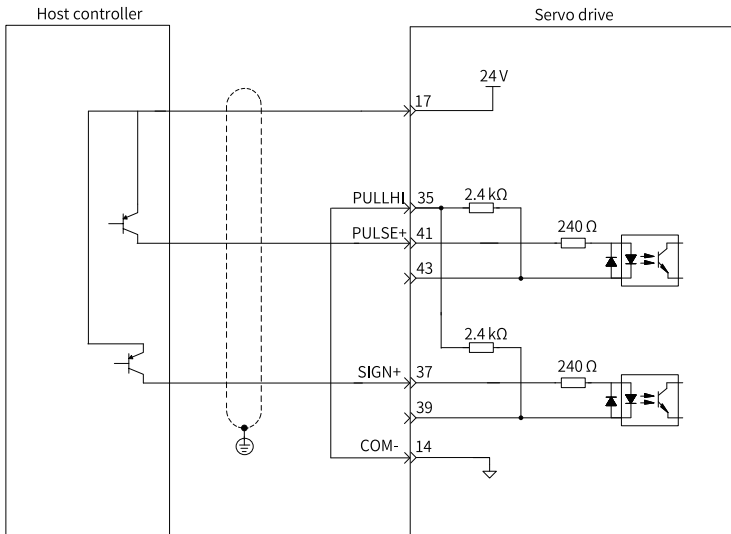 Host controller
Servo drive
24 V
17
PULLHI
35
2.4 kΩ
PULSE+
41
240 Ω
43
2.4 kΩ
SIGN+
37
240 Ω
39
COM-
14